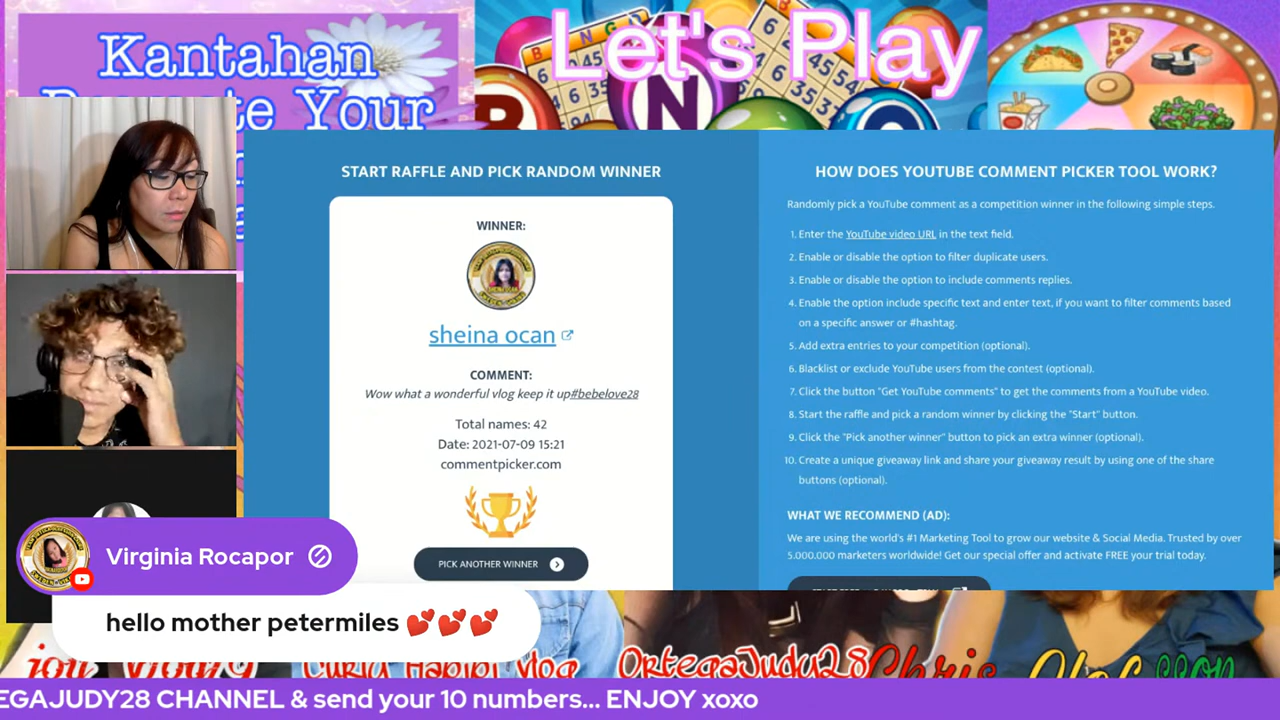 Kantahan
Let's Play
START RAFFLE AND PICK RANDOM WINNER
WINNER:
sheina ocan
COMMENT:
Wow what a wonderful vlog keep it up#bebelove28
Total names: 42
Date: 2021-07-09 15:21
commentpicker.com
PICK ANOTHER WINNER
HOW DOES YOUTUBE COMMENT PICKER TOOL WORK?
Randomly pick a YouTube comment as a competition winner in the following simple steps.
1. Enter the YouTube video URL in the text field.
2. Enable or disable the option to filter duplicate users.
3. Enable or disable the option to include comments replies.
4. Enable the option include specific text and enter text, if you want to filter comments based
on a specific answer or #hashtag.
5. Add extra entries to your competition (optional).
6. Blacklist or exclude YouTube users from the contest (optional).
7. Click the button "Get YouTube comments" to get the comments from a YouTube video.
8. Start the raffle and pick a random winner by clicking the "Start" button.
9. Click the "Pick another winner" button to pick an extra winner (optional).
10. Create a unique giveaway link and share your giveaway result by using one of the share
buttons (optional).
WHAT WE RECOMMEND (AD):
We are using the world's #1 Marketing Tool to grow our website & Social Media. Trusted by over
5.000.000 marketers worldwide! Get our special offer and activate FREE your trial today.
Virginia Rocapor
hello mother petermiles 💕💕💕
Curly Habibi Vlog
OrtegaJudy28
Chris
EGAJUDY28 CHANNEL & send your 10 numbers... ENJOY xoxo